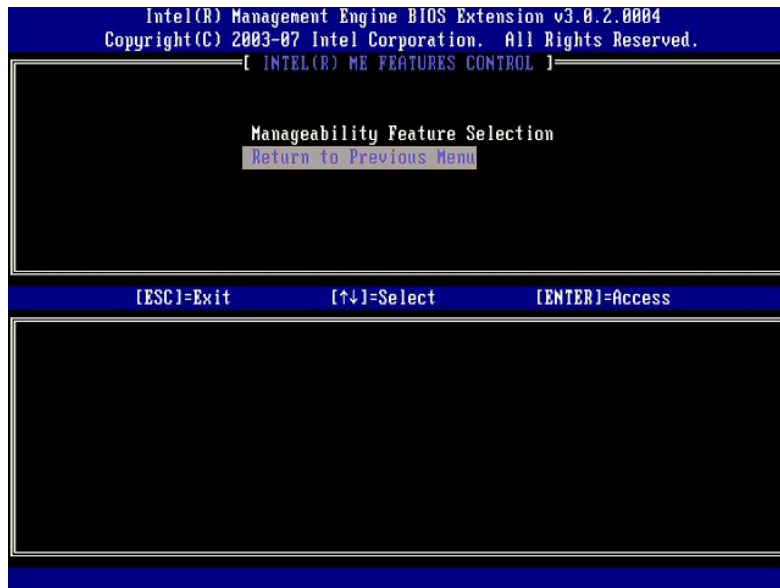 Intel(R) Management Engine BIOS Extension v3.0.2.0004
Copyright(C) 2003-07 Intel Corporation. All Rights Reserved.
[ INTEL(R) ME FEATURES CONTROL ]
Manageability Feature Selection
Return to Previous Menu
[ESC]=Exit [↑↓]=Select [ENTER]=Access